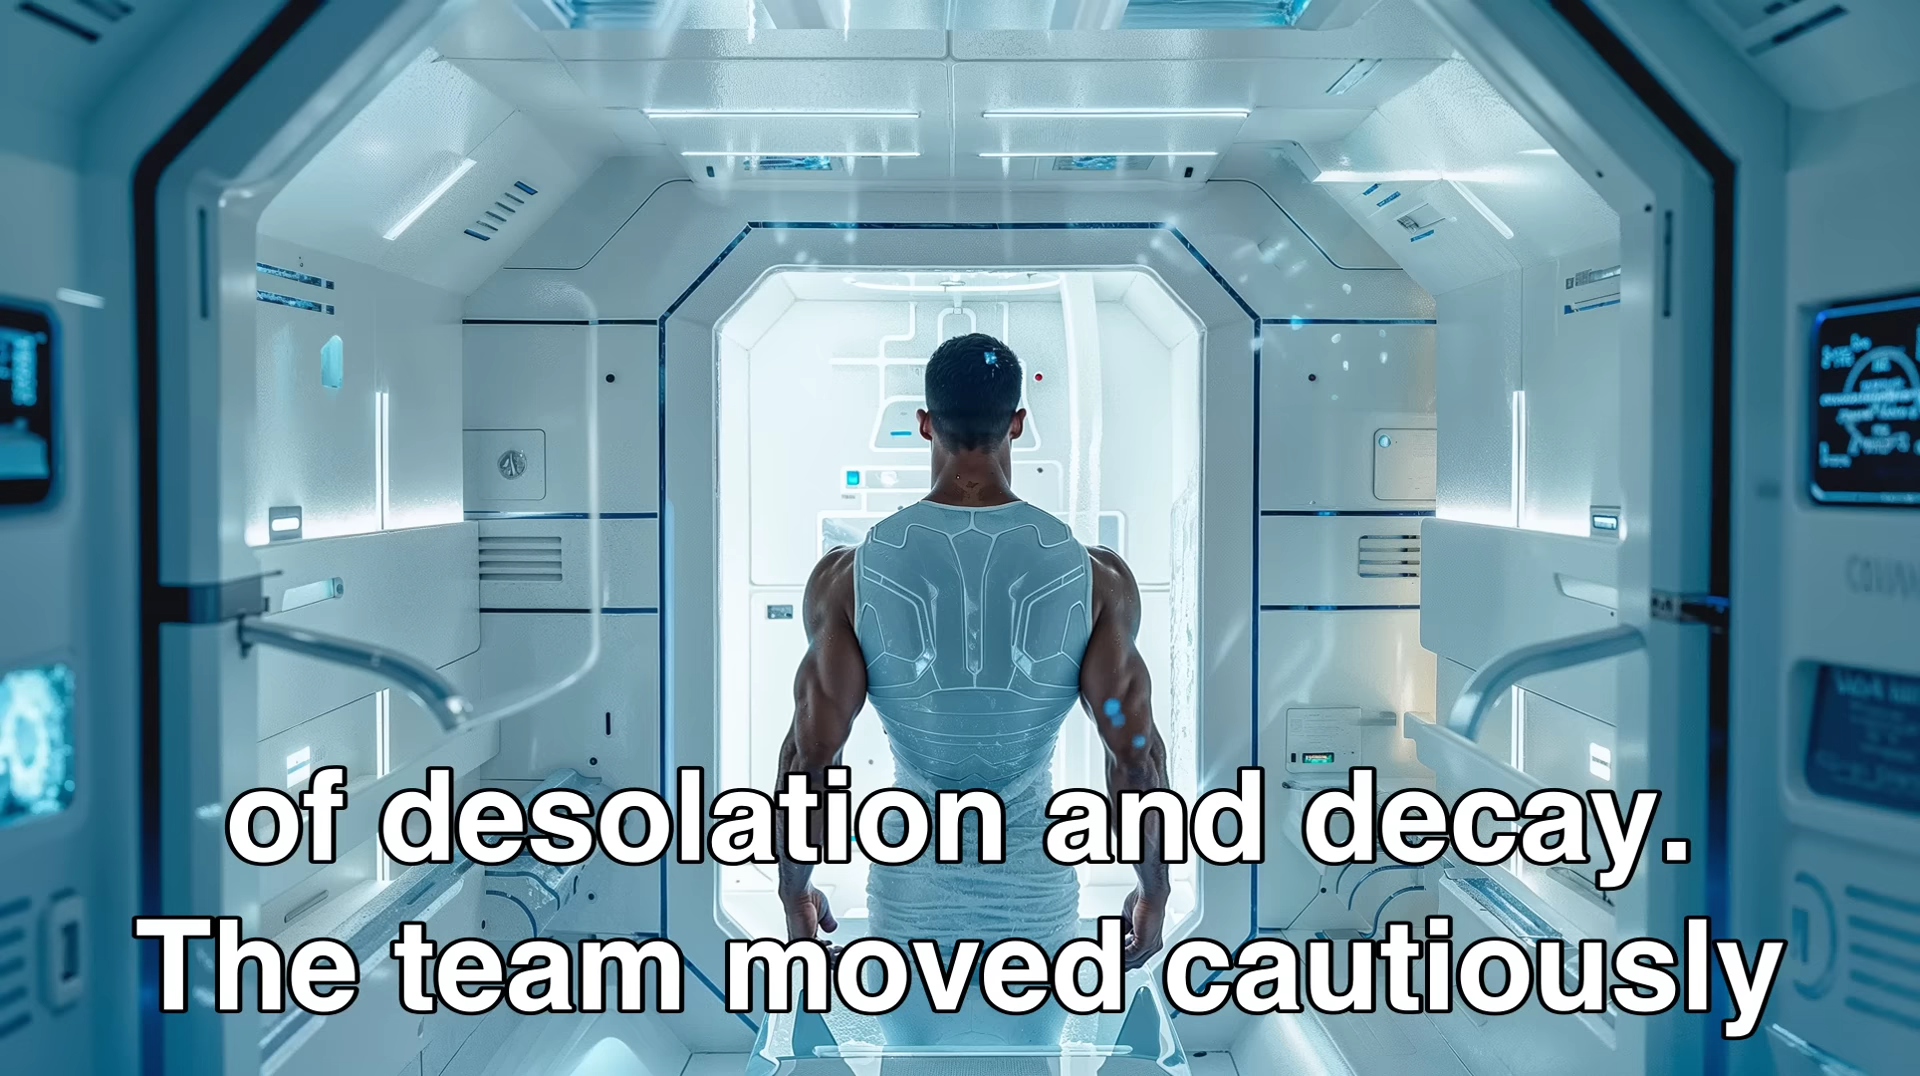 of desolation and decay.
The team moved cautiously